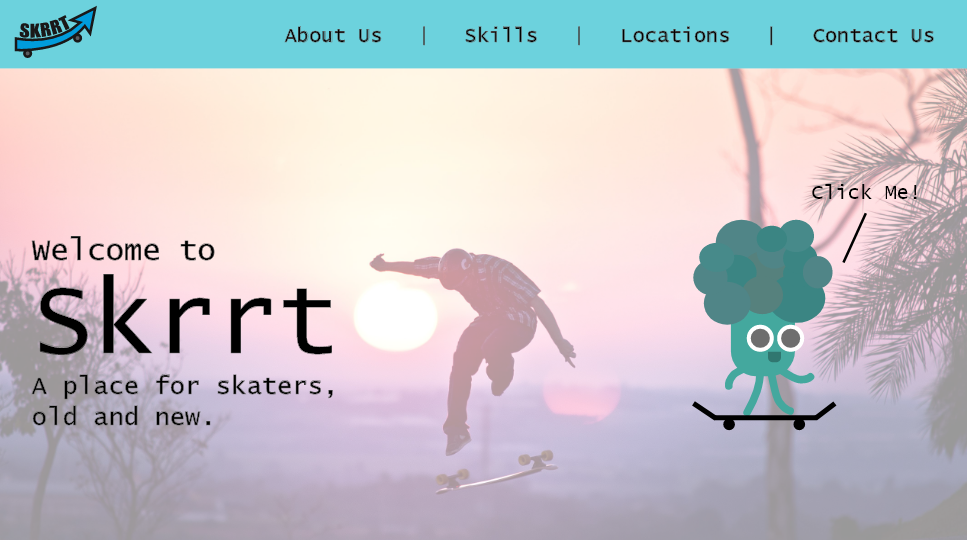 SKRRT
About Us | Skills | Locations | Contact Us
Click Me!
Welcome to
Skrrt
A place for skaters,
old and new.